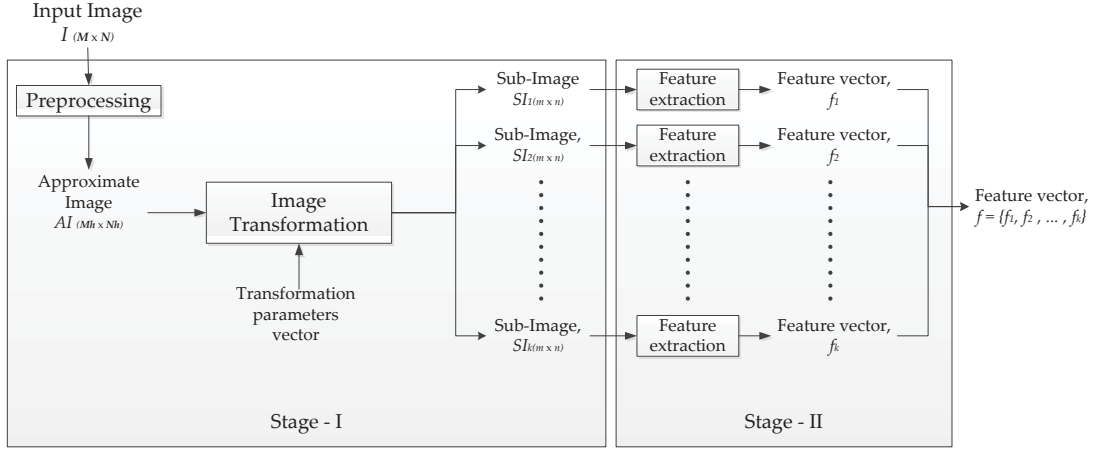 Input Image
I (M x N)
Preprocessing
Approximate
Image
AI (Mh x Nh)
Image
Transformation
Transformation
parameters
vector
Sub-Image
SI1(m x n)
Sub-Image,
SI2(m x n)
Sub-Image,
SIk(m x n)
Stage - I
Feature
extraction
Feature vector,
f1
Feature
extraction
Feature vector,
f2
Feature
extraction
Feature vector,
fk
Stage - II
Feature vector,
f = {f1, f2 , ... , fk}